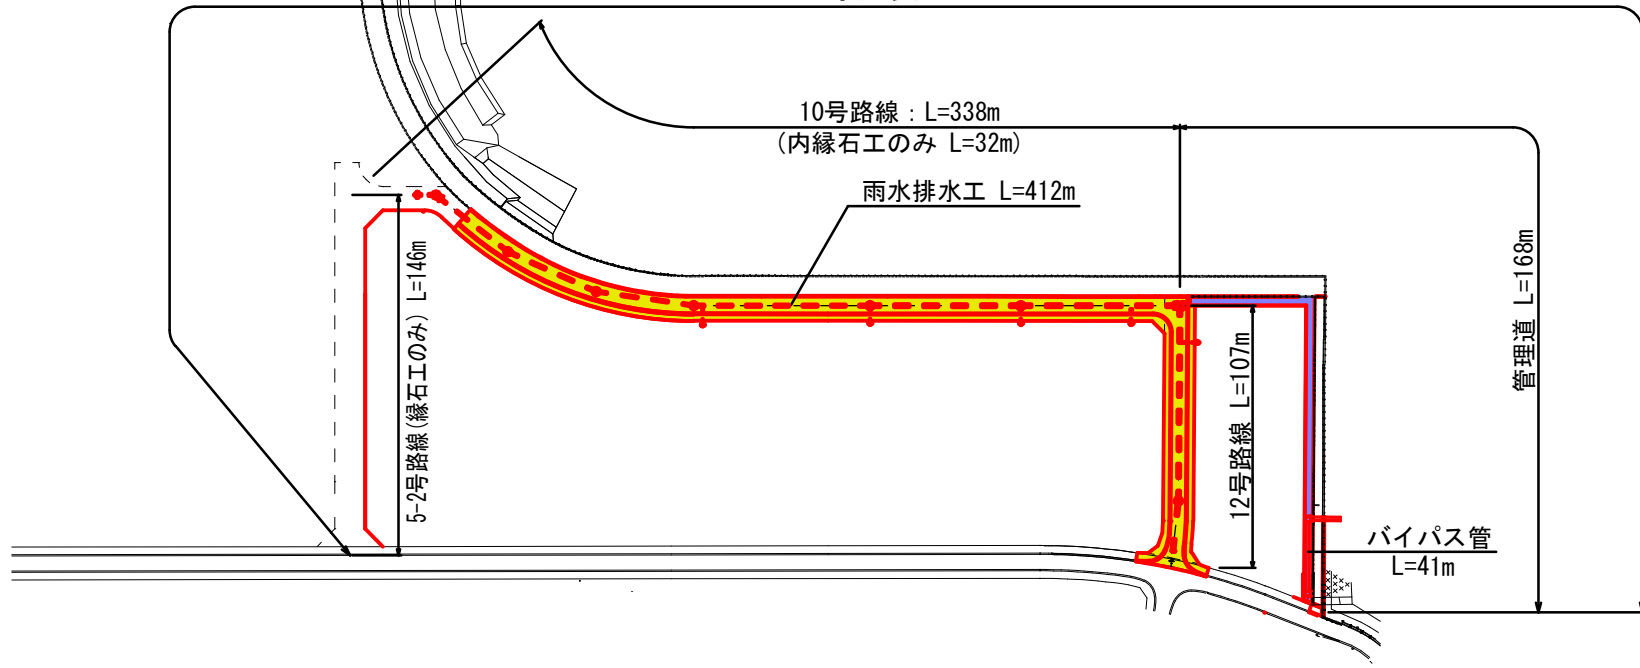 10号路線：L=338m
(内縁石工のみ L=32m)
雨水排水工 L=412m
5-2号路線(縁石工のみ) L=146m
12号路線 L=107m
管理道 L=168m
バイパス管
L=41m